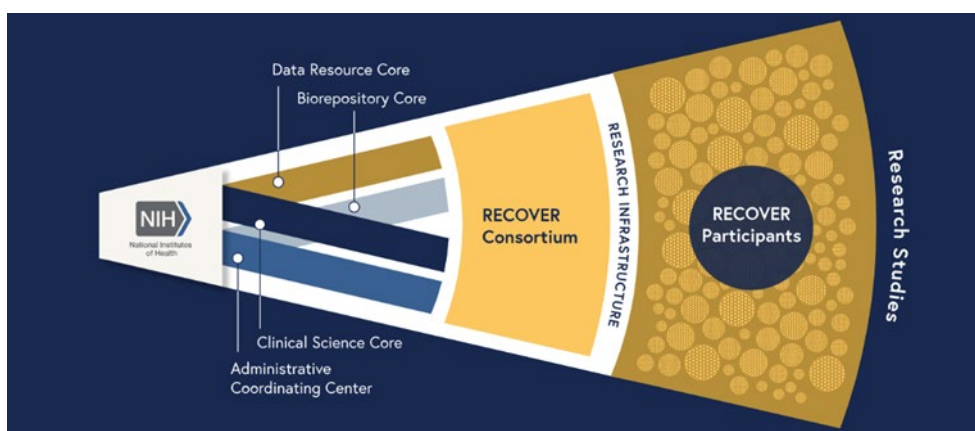 Data Resource Core
Biorepository Core
NIH
National Institutes
of Health
Clinical Science Core
Administrative
Coordinating Center
RECOVER
Consortium
RESEARCH INFRASTRUCTURE
RECOVER
Participants
Research Studies